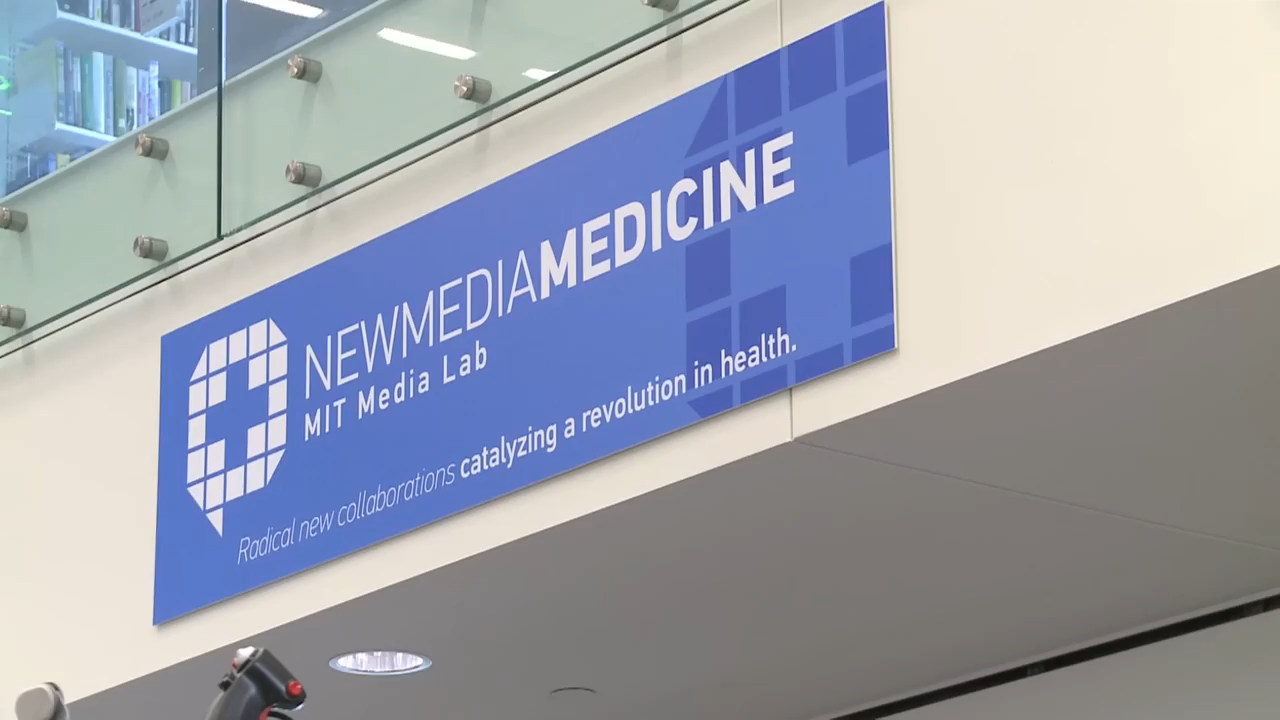 NEWMEDIAMEDICINE
MIT Media Lab
Radical new collaborations catalyzing a revolution in health.